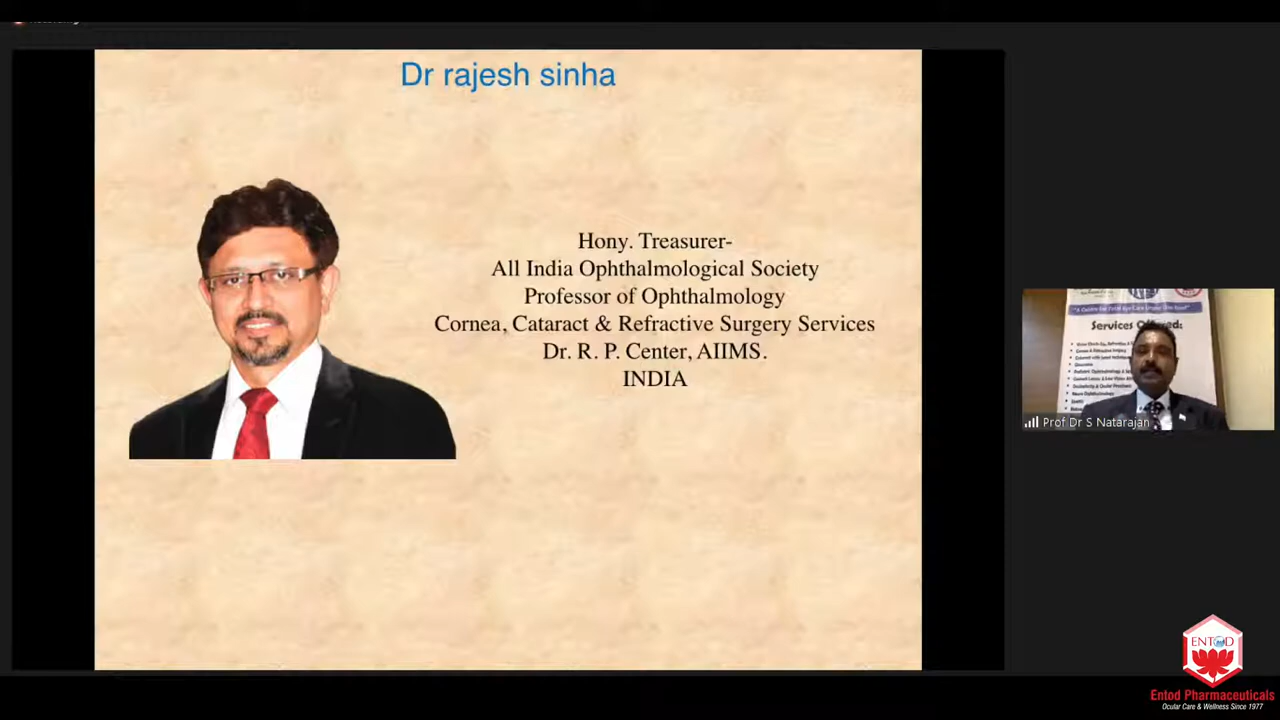 Dr rajesh sinha
Hony. Treasurer-
All India Ophthalmological Society
Professor of Ophthalmology
Cornea, Cataract & Refractive Surgery Services
Dr. R. P. Center, AIIMS.
INDIA
Services Offered:
Prof Dr S Natarajan
ENTOD
Entod Pharmaceuticals
Ocular Care & Wellness Since 1977